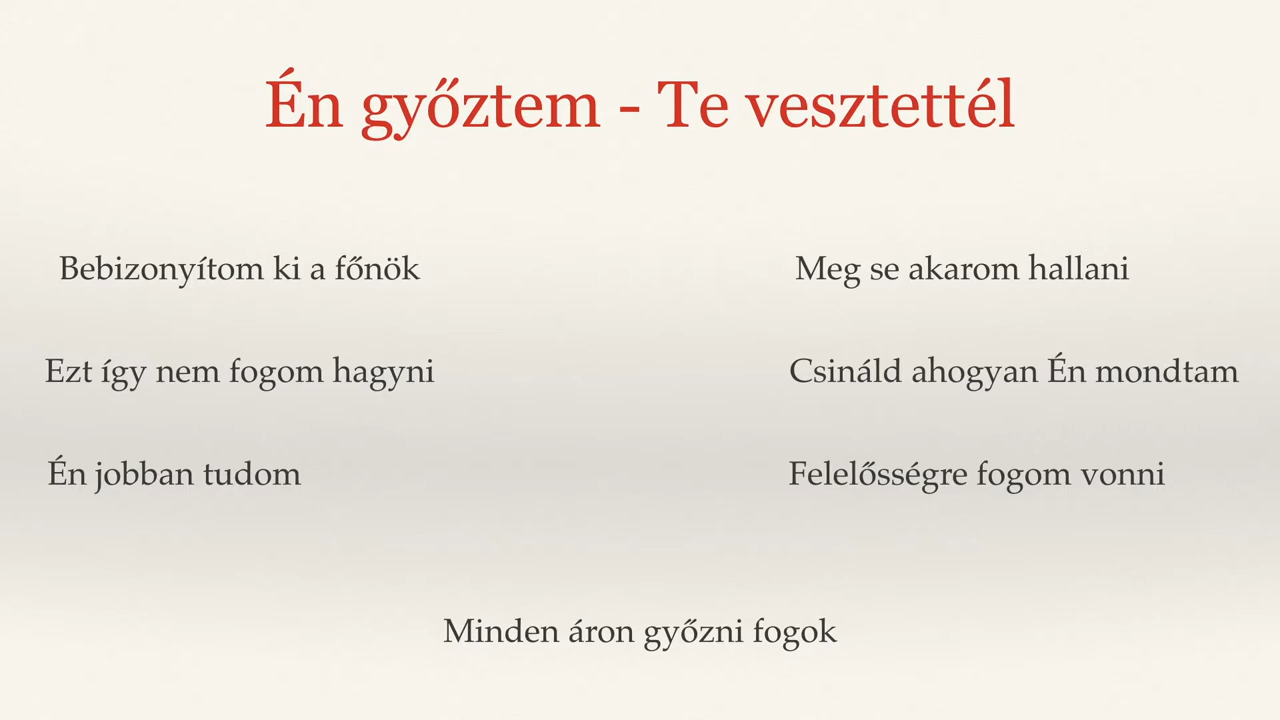 Én győztem - Te vesztettél
Bebizonyítom ki a főnök
Meg se akarom hallani
Ezt így nem fogom hagyni
Csináld ahogyan Én mondtam
Én jobban tudom
Felelősségre fogom vonni
Minden áron győzni fogok